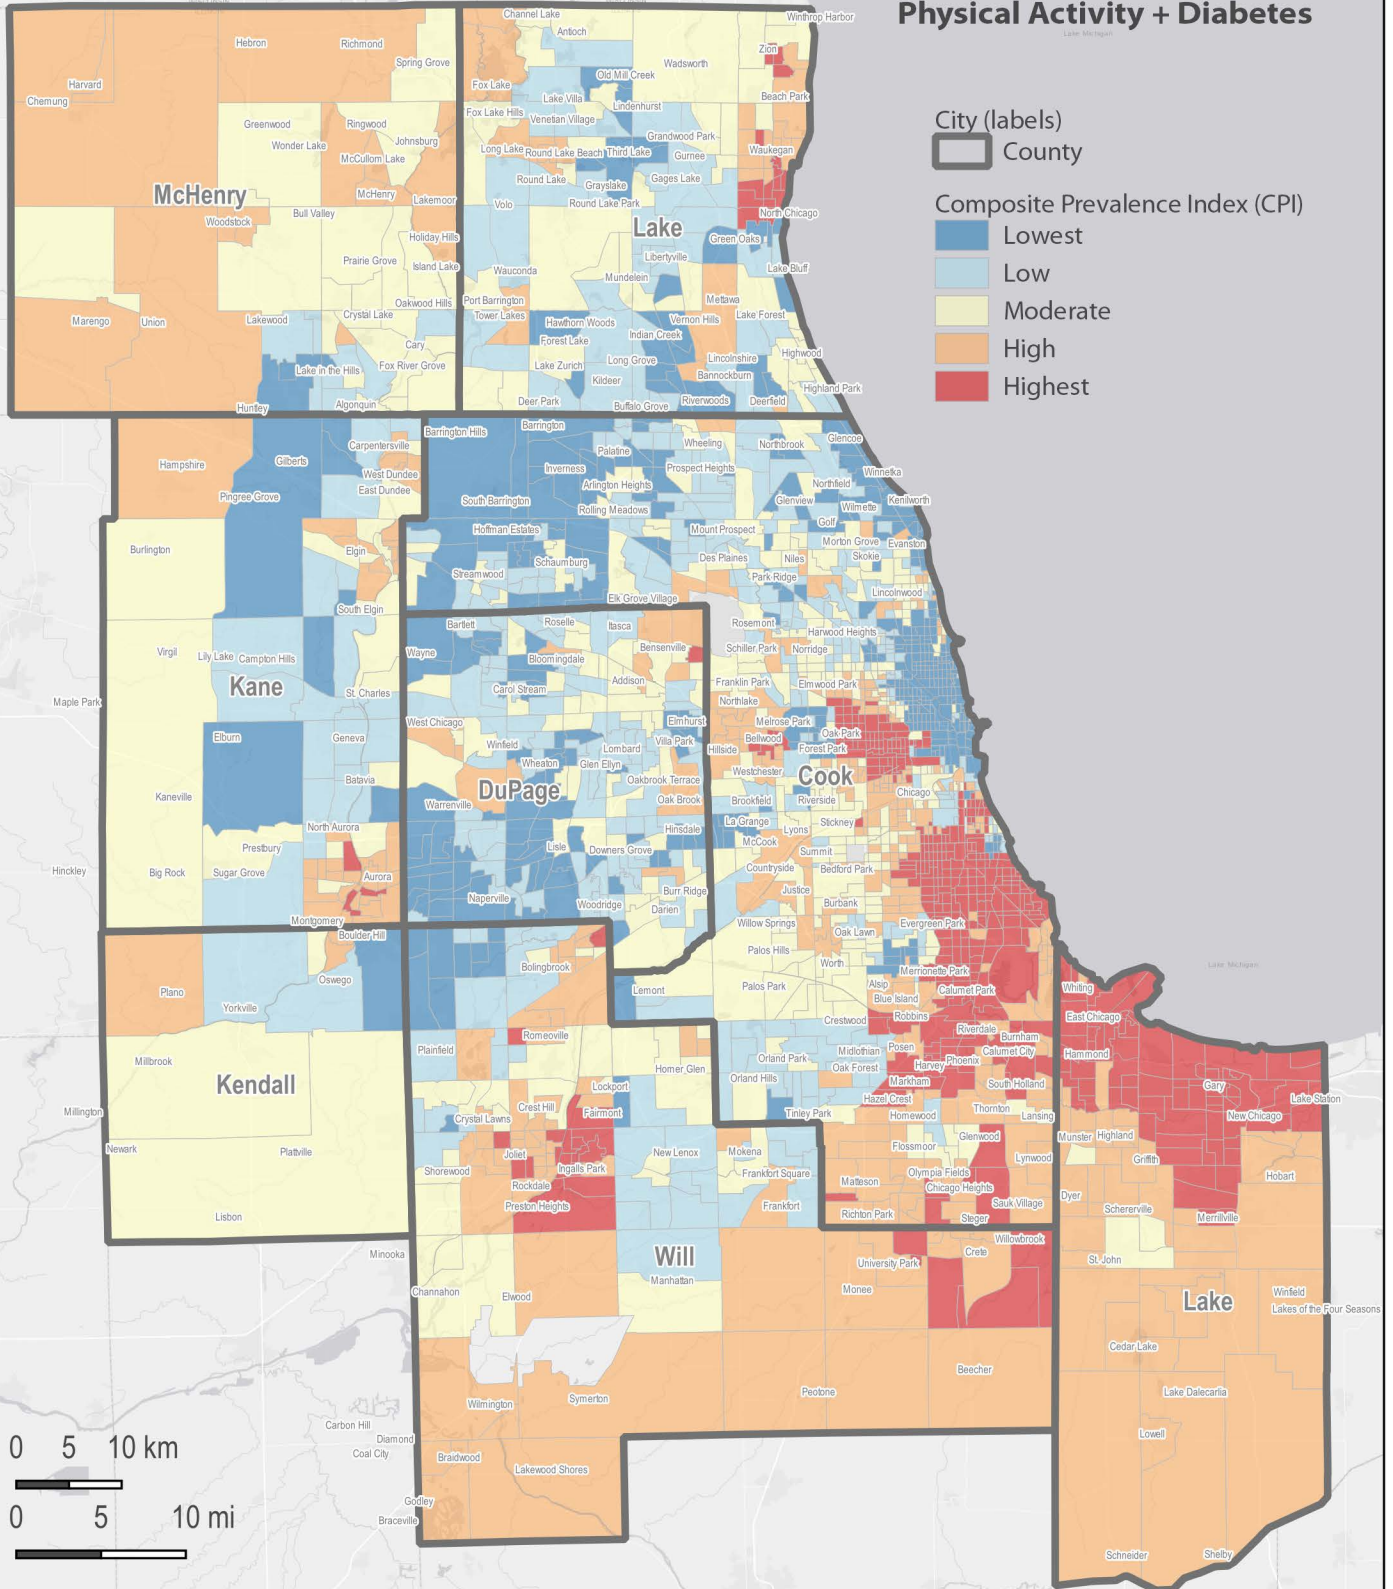 Physical Activity + Diabetes
Lake Michigan
City (labels)
County
Composite Prevalence Index (CPI)
Lowest
Low
Moderate
High
Highest
Channel Lake
Winthrop Harbor
Antioch
Hebron
Richmond
Zion
Spring Grove
Wadsworth
Old Mill Creek
Harvard
Fox Lake
Chemung
Lake Villa
Beach Park
Lindenhurst
Fox Lake Hills
Venetian Village
Greenwood
Ringwood
Grandwood Park
Johnsburg
Wonder Lake
Long Lake
Round Lake Beach
Third Lake
Waukegan
McCullom Lake
Gurnee
Round Lake
Gages Lake
Grayslake
McHenry
McHenry
Lakemoor
Volo
Round Lake Park
North Chicago
Bull Valley
Woodstock
Lake
Holiday Hills
Green Oaks
Libertyville
Prairie Grove
Island Lake
Wauconda
Lake Bluff
Mundelein
Oakwood Hills
Port Barrington
Mettawa
Marengo
Union
Lakewood
Crystal Lake
Tower Lakes
Hawthorn Woods
Vernon Hills
Lake Forest
Forest Lake
Indian Creek
Cary
Highwood
Lake in the Hills
Fox River Grove
Lake Zurich
Long Grove
Lincolnshire
Kildeer
Bannockburn
Highland Park
Huntley
Algonquin
Deer Park
Buffalo Grove
Riverwoods
Deerfield
Barrington Hills
Barrington
Glencoe
Carpentersville
Palatine
Wheeling
Northbrook
Hampshire
Gilberts
West Dundee
Inverness
Prospect Heights
Winnetka
East Dundee
Arlington Heights
Northfield
Pingree Grove
South Barrington
Rolling Meadows
Glenview
Wilmette
Kenilworth
Hoffman Estates
Mount Prospect
Golf
Burlington
Elgin
Morton Grove
Evanston
Schaumburg
Des Plaines
Niles
Skokie
Streamwood
Park Ridge
Elk Grove Village
Lincolnwood
South Elgin
Bartlett
Roselle
Itasca
Rosemont
Harwood Heights
Virgil
Lily Lake
Campton Hills
Wayne
Bloomingdale
Bensenville
Schiller Park
Norridge
Kane
St. Charles
Carol Stream
Addison
Franklin Park
Elmwood Park
Maple Park
Northlake
West Chicago
Elmhurst
Melrose Park
Elburn
Geneva
Winfield
Lombard
Villa Park
Hillside
Bellwood
Oak Park
Forest Park
Batavia
Wheaton
Glen Ellyn
Oakbrook Terrace
Westchester
Cook
DuPage
Kaneville
Warrenville
Oak Brook
Brookfield
Riverside
Chicago
North Aurora
Hinsdale
La Grange
Lyons
Stickney
Prestbury
Lisle
Downers Grove
McCook
Summit
Hinckley
Big Rock
Sugar Grove
Aurora
Countryside
Bedford Park
Naperville
Woodridge
Burr Ridge
Justice
Darien
Burbank
Montgomery
Willow Springs
Evergreen Park
Boulder Hill
Oak Lawn
Palos Hills
Bolingbrook
Worth
Merrionette Park
Lake Michigan
Plano
Oswego
Lemont
Palos Park
Alsip
Calumet Park
Whiting
Yorkville
Blue Island
Crestwood
Robbins
East Chicago
Romeoville
Riverdale
Burnham
Plainfield
Orland Park
Midlothian
Posen
Calumet City
Hammond
Millbrook
Homer Glen
Oak Forest
Harvey
Phoenix
Kendall
Orland Hills
Markham
South Holland
Gary
Lockport
Hazel Crest
Lake Station
Millington
Crest Hill
Fairmont
Tinley Park
Thornton
New Chicago
Crystal Lawns
Homewood
Lansing
Newark
Plattville
Joliet
New Lenox
Mokena
Flossmoor
Glenwood
Munster
Highland
Shorewood
Ingalls Park
Frankfort Square
Olympia Fields
Lynwood
Griffith
Hobart
Rockdale
Matteson
Chicago Heights
Dyer
Preston Heights
Frankfort
Sauk Village
Schererville
Lisbon
Richton Park
Steger
Merrillville
Minooka
Will
Willowbrook
Crete
University Park
St. John
Manhattan
Channahon
Elwood
Monee
Lake
Winfield
Lakes of the Four Seasons
Cedar Lake
Beecher
Symerton
Peotone
Lake Dalecarlia
Wilmington
Carbon Hill
Diamond
Lowell
0 5 10 km
Coal City
Braidwood
Lakewood Shores
Godley
0 5 10 mi
Braceville
Schneider
Shelby